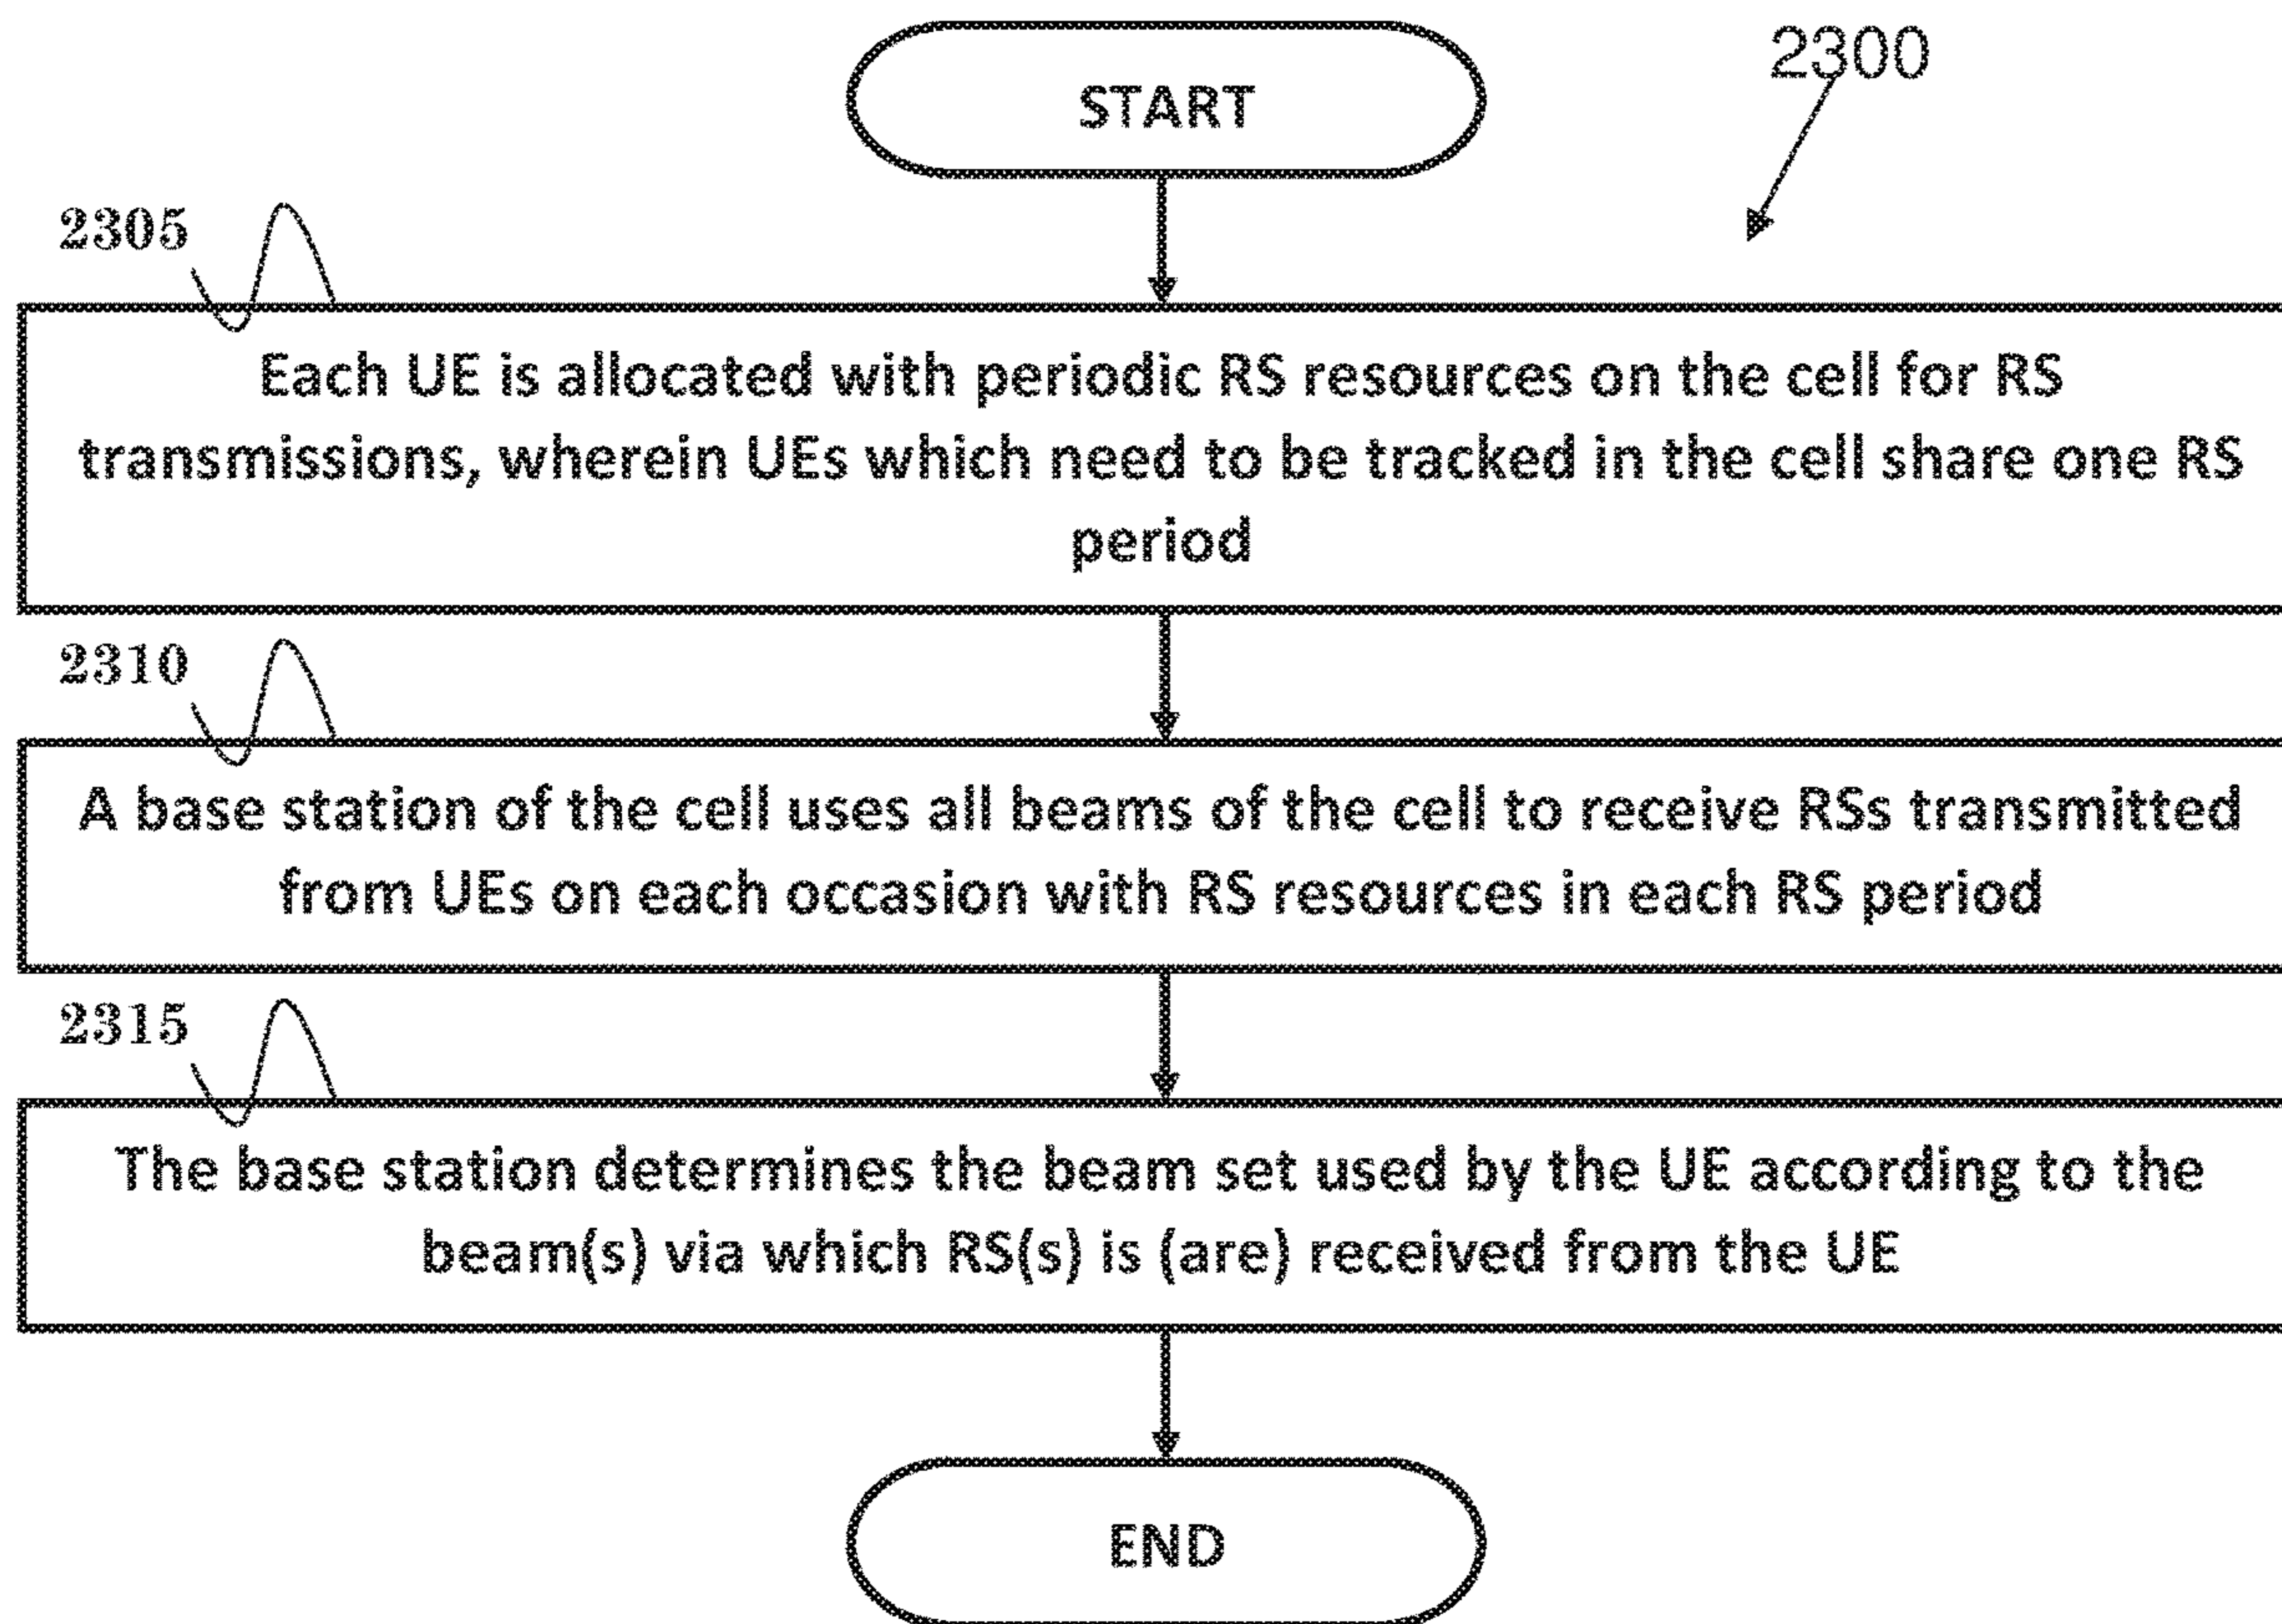 START
2300
2305
Each UE is allocated with periodic RS resources on the cell for RS
transmissions, wherein UEs which need to be tracked in the cell share one RS
period
2310
A base station of the cell uses all beams of the cell to receive RSs transmitted
from UEs on each occasion with RS resources in each RS period
2315
The base station determines the beam set used by the UE according to the
beam(s) via which RS(s) is (are) received from the UE
END